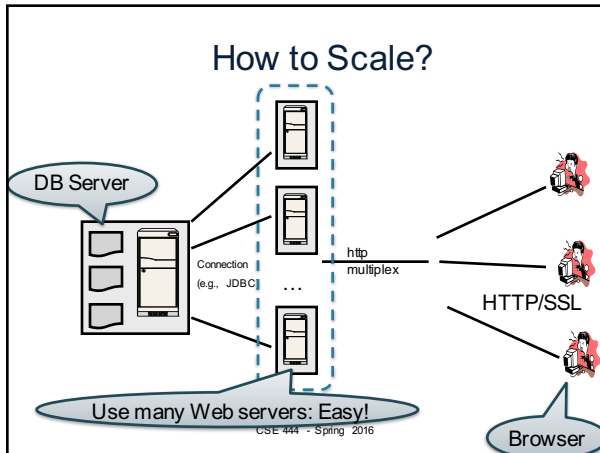 How to Scale?
DB Server
Connection
(e.g., JDBC
...
http
multiplex
HTTP/SSL
Use many Web servers: Easy!
CSE 444 - Spring 2016
Browser